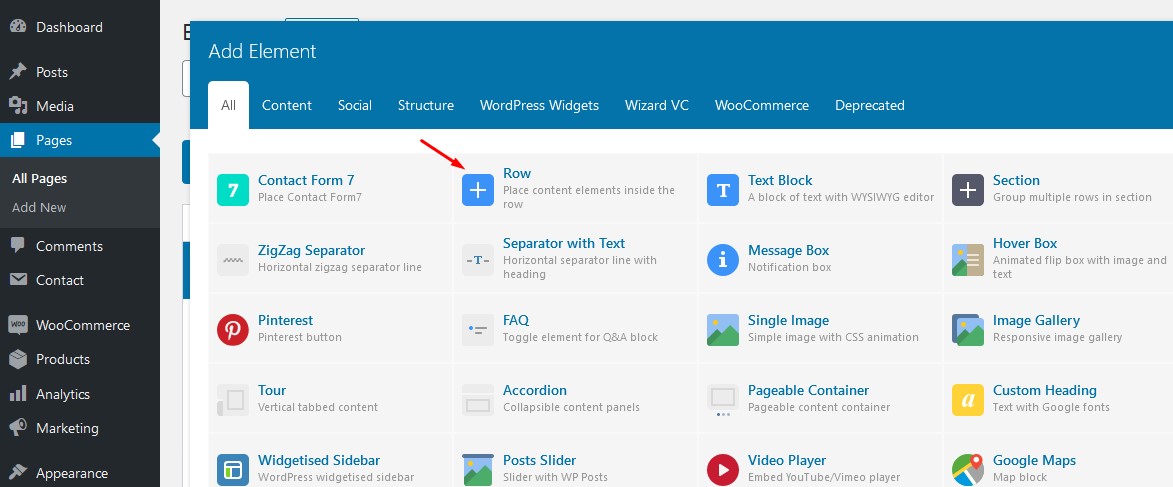 Dashboard
Posts
Media
Pages
All Pages
Add New
Comments
Contact
WooCommerce
Products
Analytics
Marketing
Appearance
Add Element
All Content Social Structure WordPress Widgets Wizard VC WooCommerce Deprecated
Contact Form 7
Place Contact Form7
Row
Place content elements inside the
row
Text Block
A block of text with WYSIWYG editor
Section
Group multiple rows in section
ZigZag Separator
Horizontal zigzag separator line
Separator with Text
Horizontal separator line with
heading
Message Box
Notification box
Hover Box
Animated flip box with image and
text
Pinterest
Pinterest button
FAQ
Toggle element for Q&A block
Single Image
Simple image with CSS animation
Image Gallery
Responsive image gallery
Tour
Vertical tabbed content
Accordion
Collapsible content panels
Pageable Container
Pageable content container
Custom Heading
Text with Google fonts
Widgetised Sidebar
WordPress widgetised sidebar
Posts Slider
Slider with WP Posts
Video Player
Embed YouTube/Vimeo player
Google Maps
Map block